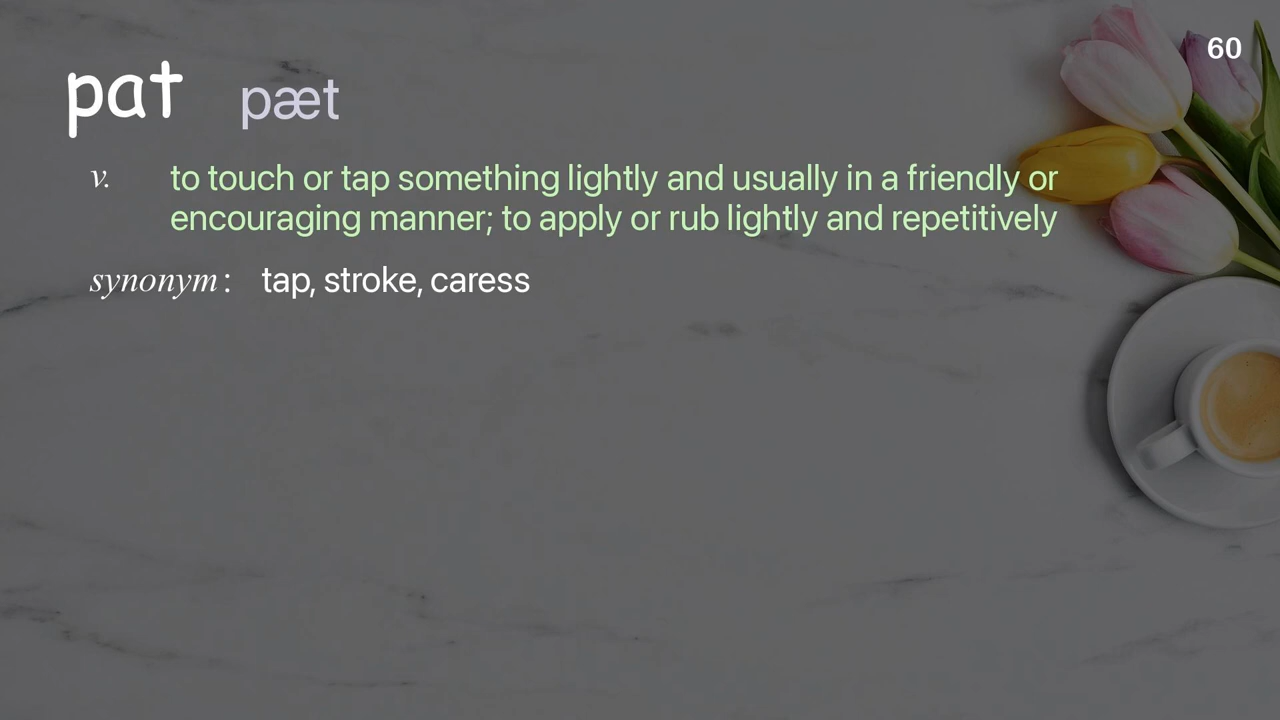 60
pat pæt
v. to touch or tap something lightly and usually in a friendly or
encouraging manner; to apply or rub lightly and repetitively
synonym: tap, stroke, caress